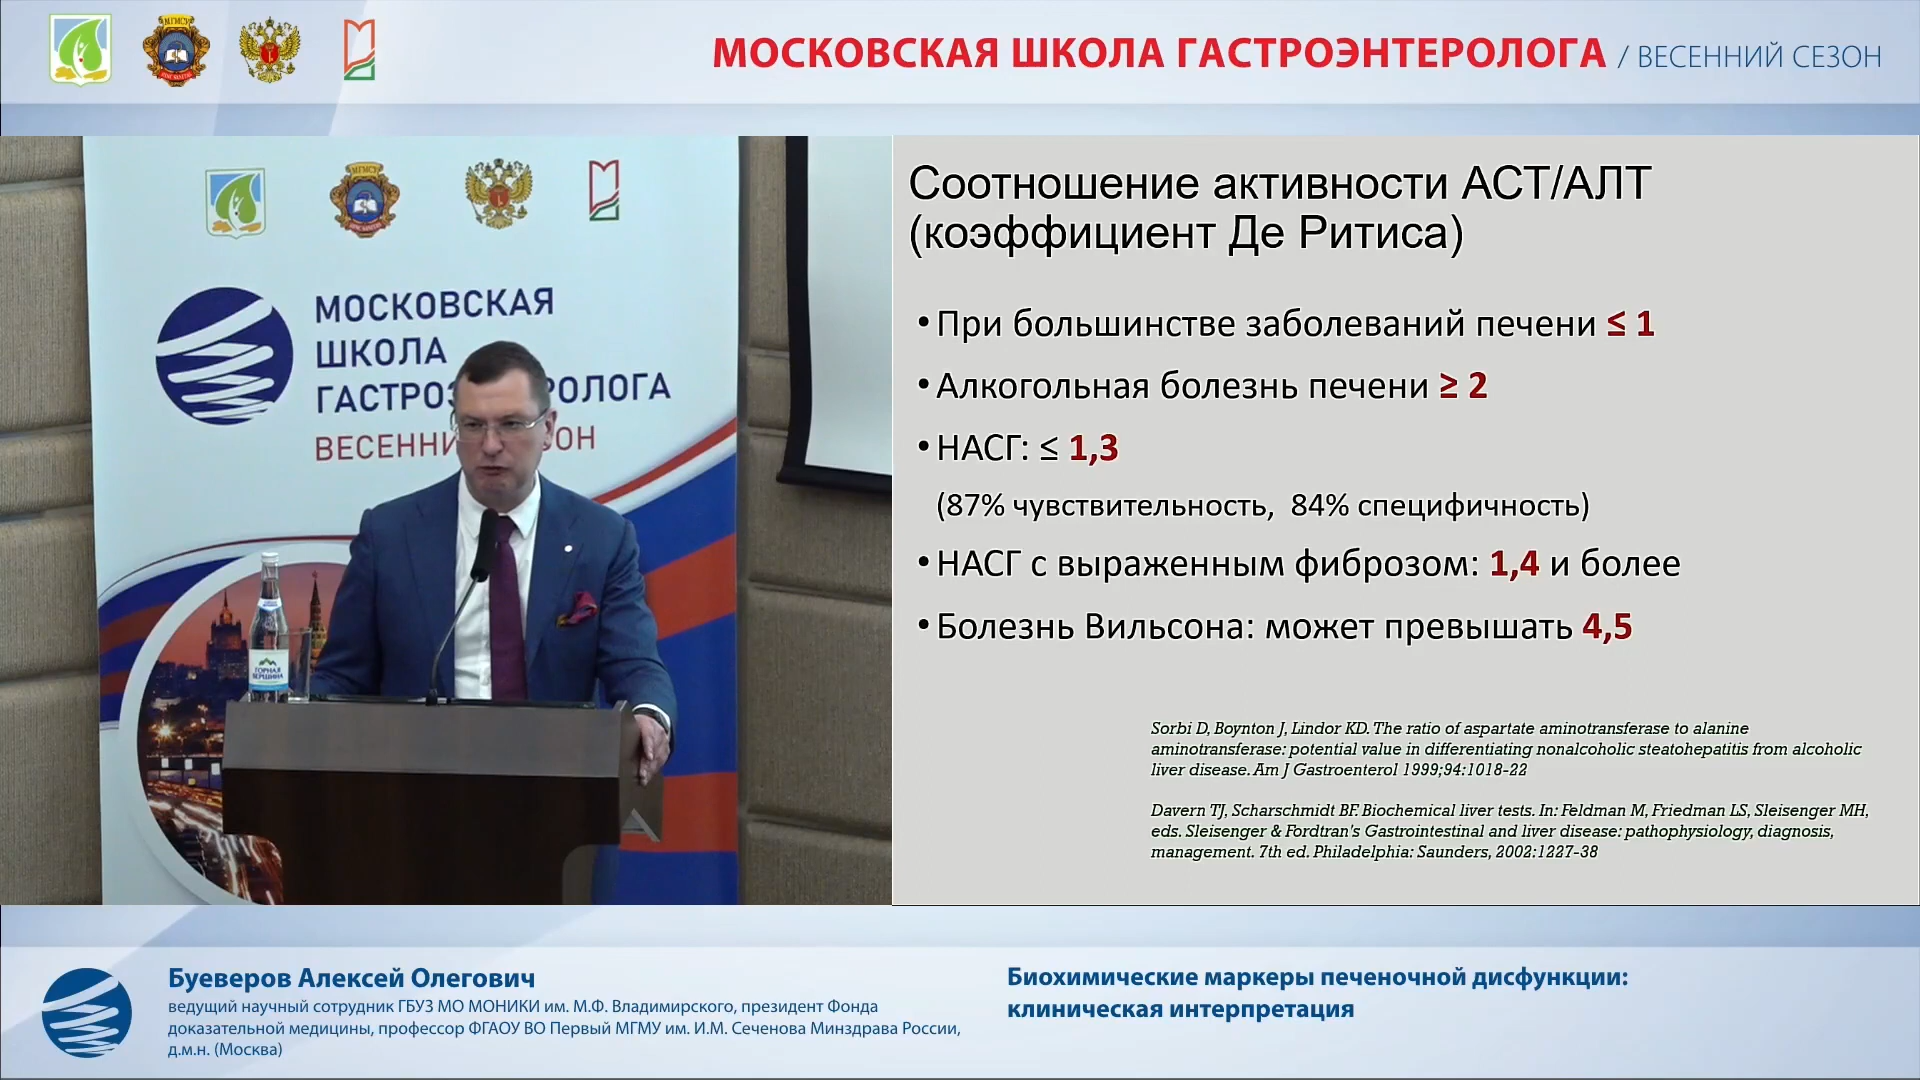 МОСКОВСКАЯ ШКОЛА ГАСТРОЭНТЕРОЛОГА / ВЕСЕННИЙ СЕЗОН
МГМСУ
МОСКОВСКАЯ
ШКОЛА
ГАСТРОЭ ЕРОЛОГА
ВЕСЕННИ ЗОН
ГОРНАЯ
ВЕРШИНА
Соотношение активности АСТ/АЛТ
(коэффициент Де Ритиса)
• При большинстве заболеваний печени ≤ 1
• Алкогольная болезнь печени ≥ 2
• НАСГ: ≤ 1,3
(87% чувствительность, 84% специфичность)
• НАСГ с выраженным фиброзом: 1,4 и более
• Болезнь Вильсона: может превышать 4,5
Sorbi D, Boynton J, Lindor KD. The ratio of aspartate aminotransferase to alanine
aminotransferase: potential value in differentiating nonalcoholic steatohepatitis from alcoholic
liver disease. Am J Gastroenterol 1999;94:1018-22
Davern TJ, Scharschmidt BF. Biochemical liver tests. In: Feldman M, Friedman LS, Sleisenger MH,
eds. Sleisenger & Fordtran's Gastrointestinal and liver disease: pathophysiology, diagnosis,
management. 7th ed. Philadelphia: Saunders, 2002:1227-38
Буеверов Алексей Олегович
ведущий научный сотрудник ГБУЗ МО МОНИКИ им. М.Ф. Владимирского, президент Фонда
доказательной медицины, профессор ФГАОУ ВО Первый МГМУ им. И.М. Сеченова Минздрава России,
д.м.н. (Москва)
Биохимические маркеры печеночной дисфункции:
клиническая интерпретация